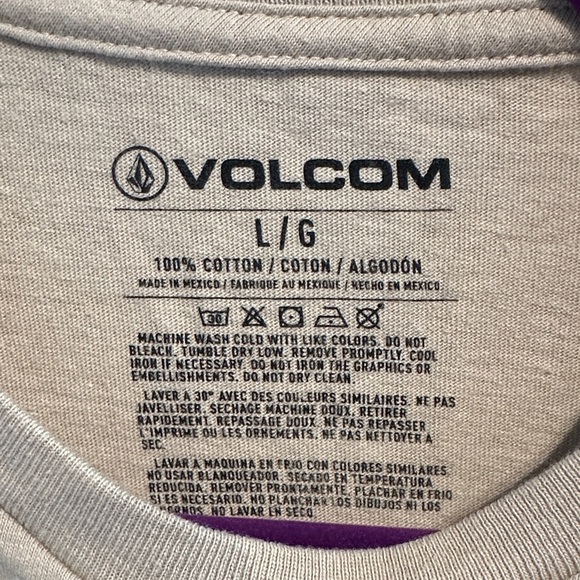 VOLCOM
L/G
100% COTTON / COTON / ALGODÓN
MADE IN MEXICO / FABRIQUE AU MEXIQUE / HECHO EN MEXICO
30
MACHINE WASH COLD WITH LIKE COLORS. DO NOT
BLEACH. TUMBLE DRY LOW. REMOVE PROMPTLY. COOL
IRON IF NECESSARY. DO NOT IRON THE GRAPHICS OR
EMBELLISHMENTS. DO NOT DRY CLEAN.
LAVER A 30° AVEC DES COULEURS SIMILAIRES. NE PAS
JAVELLISER. SECHAGE MACHINE DOUX. RETIRER
RAPIDEMENT. REPASSAGE DOUX. NE PAS REPASSER
L'IMPRIME OU LES ORNEMENTS. NE PAS NETTOYER A
SEC.
LAVAR A MAQUINA EN FRIO CON COLORES SIMILARES.
NO USAR BLANQUEADOR. SECADO EN TEMPERATURA
REDUCIDA. REMOVER PRONTAMENTE. PLACHAR EN FRIO
SI ES NECESARIO. NO PLANCHAR LOS DIBUJOS NI LOS
NO LAVAR EN SECO